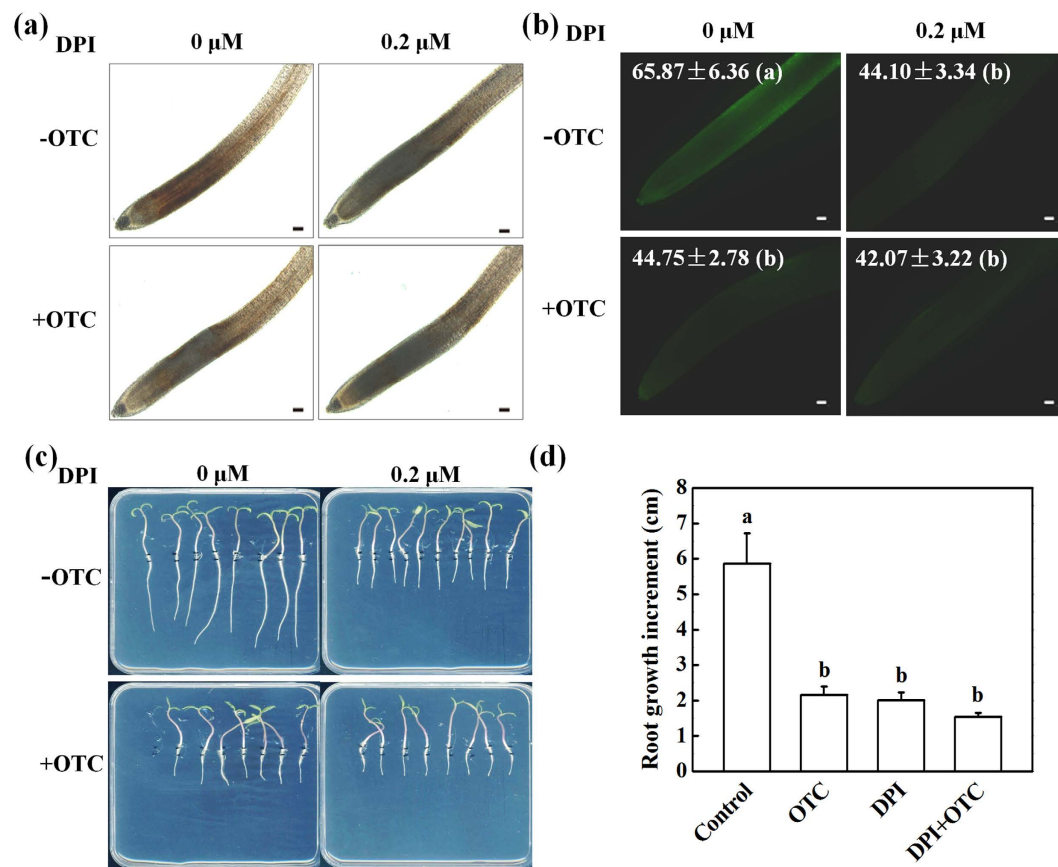 (a)
DPI 0 μM 0.2 μM
-OTC
+OTC
(b)
DPI 0 μM 0.2 μM
-OTC
65.87±6.36 (a) 44.10±3.34 (b)
+OTC
44.75±2.78 (b) 42.07±3.22 (b)
(c)
DPI 0 μM 0.2 μM
-OTC
+OTC
(d)
Root growth increment (cm)
8
7
6
5
4
3
2
1
0
a
b
b
b
Control
OTC
DPI
DPI+OTC